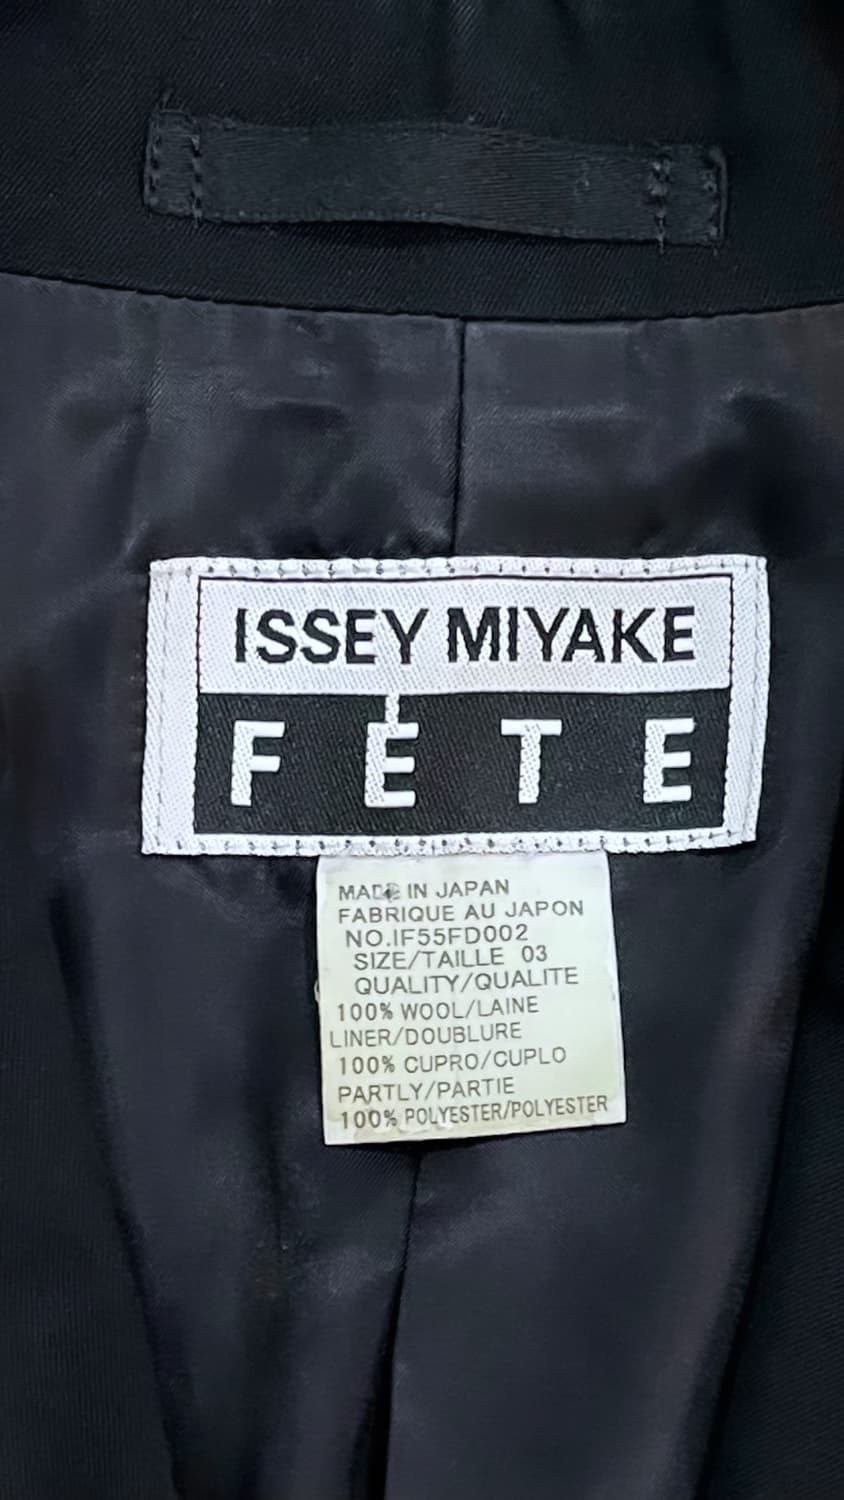 ISSEY MIYAKE
FÊTE
MADE IN JAPAN
FABRIQUE AU JAPON
NO.IF55FD002
SIZE/TAILLE 03
QUALITY/QUALITE
100% WOOL/LAINE
LINER/DOUBLURE
100% CUPRO/CUPLO
PARTLY/PARTIE
100% POLYESTER/POLYESTER